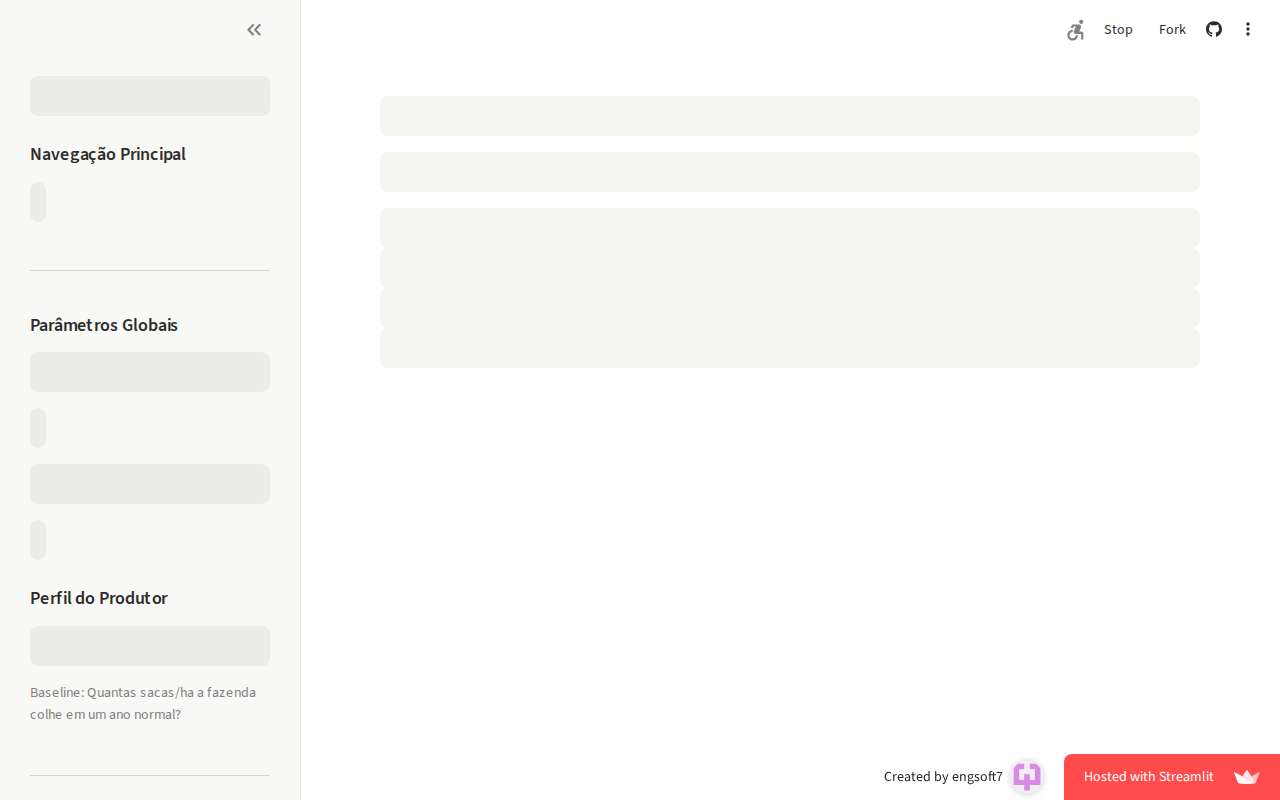 Stop
Fork
Navegação Principal
Parâmetros Globais
Perfil do Produtor
Baseline: Quantas sacas/ha a fazenda
colhe em um ano normal?
Created by engsoft7
Hosted with Streamlit